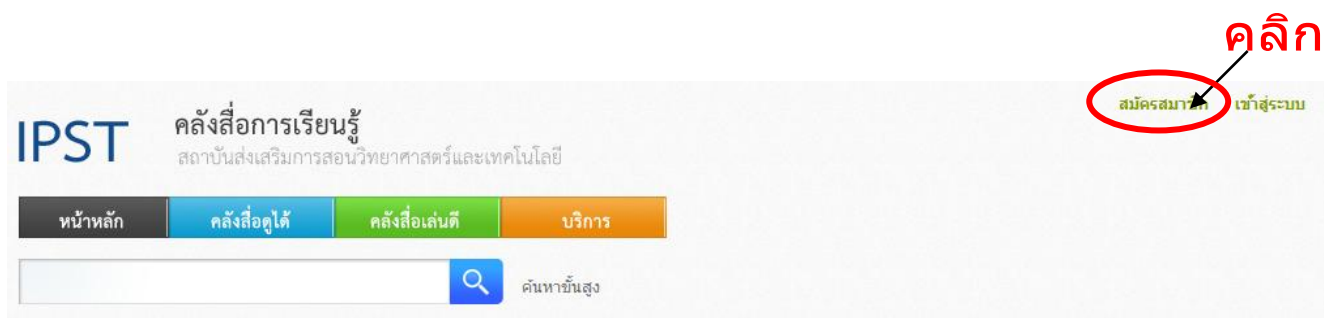 คลิก
สมัครสมาชิก เข้าสู่ระบบ
IPST คลังสื่อการเรียนรู้
สถาบันส่งเสริมการสอนวิทยาศาสตร์และเทคโนโลยี
หน้าหลัก คลังสื่อดูได้ คลังสื่อเล่นดี บริการ
ค้นหาขั้นสูง